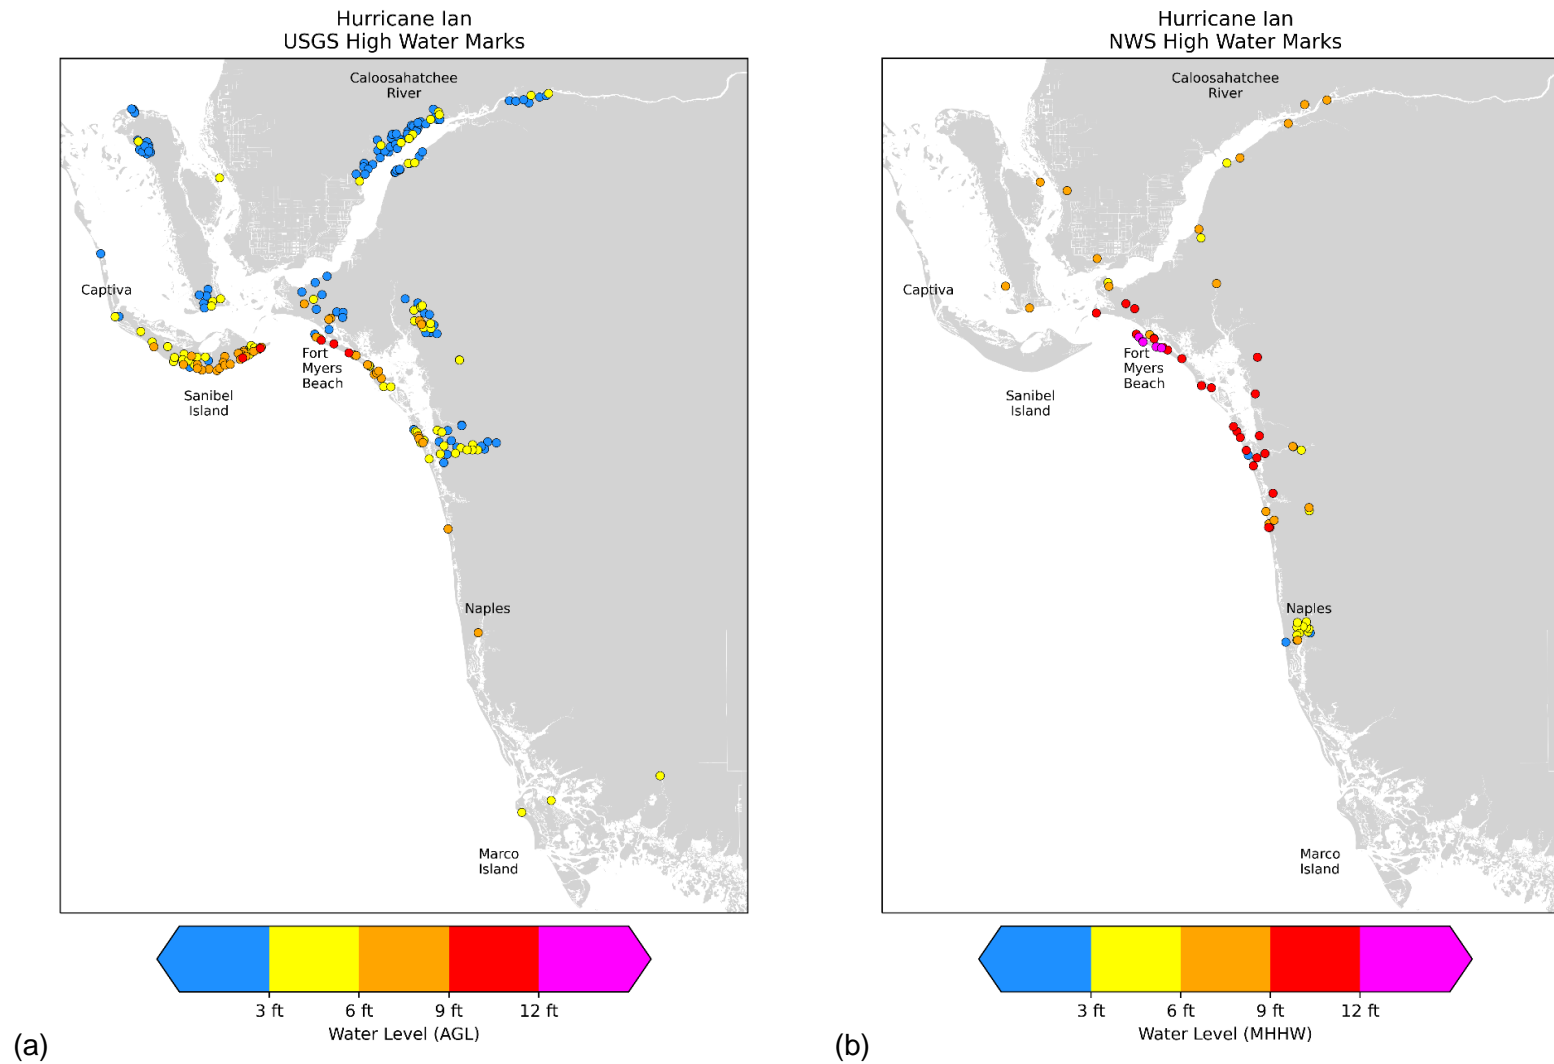 Hurricane Ian
USGS High Water Marks
Caloosahatchee
River
Captiva
Sanibel
Island
Fort
Myers
Beach
Naples
Marco
Island
3 ft
6 ft
9 ft
12 ft
Water Level (AGL)
(a)
Hurricane Ian
NWS High Water Marks
Caloosahatchee
River
Captiva
Sanibel
Island
Fort
Myers
Beach
Naples
Marco
Island
3 ft
6 ft
9 ft
12 ft
Water Level (MHHW)
(b)